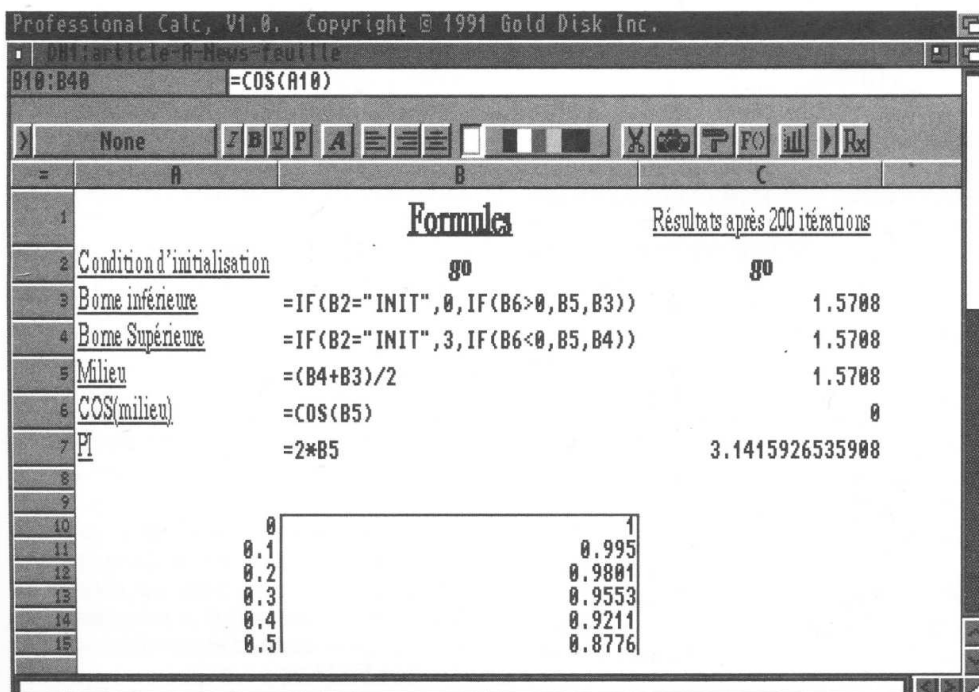 Professional Calc, V1.0. Copyright © 1991 Gold Disk Inc.
DH1:article-A-News-feuille
B10:B40 =COS(A10)
None I B U P A F() Rx
= A B C
1 Formules Résultats après 200 itérations
2 Condition d'initialisation go go
3 Borne inférieure =IF(B2="INIT",0,IF(B6>0,B5,B3)) 1.5708
4 Borne Supérieure =IF(B2="INIT",3,IF(B6<0,B5,B4)) 1.5708
5 Milieu =(B4+B3)/2 1.5708
6 COS(milieu) =COS(B5) 0
7 PI =2*B5 3.1415926535908
8
9
10 0 1
11 0.1 0.995
12 0.2 0.9801
13 0.3 0.9553
14 0.4 0.9211
15 0.5 0.8776